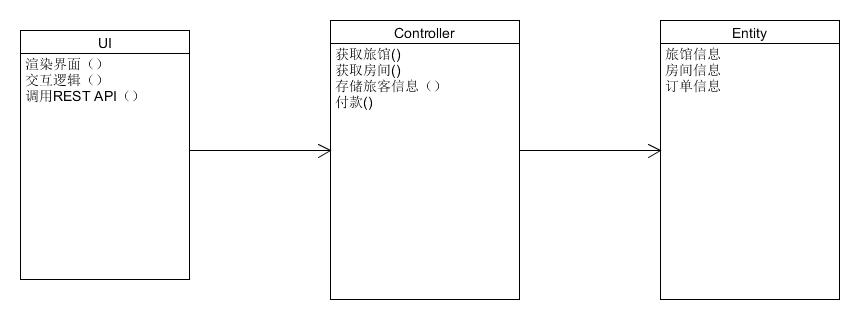 UI
渲染界面（）
交互逻辑（）
调用REST API（）
Controller
获取旅馆()
获取房间()
存储旅客信息（）
付款()
Entity
旅馆信息
房间信息
订单信息